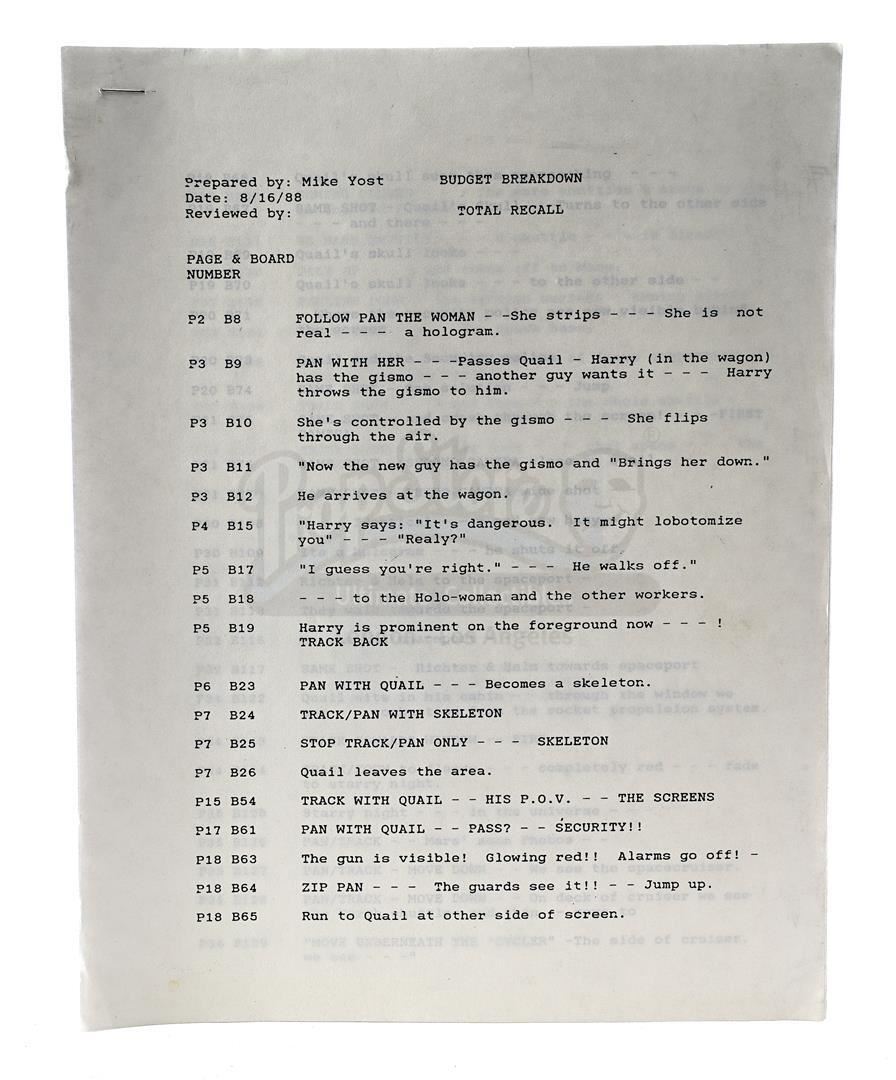 Prepared by: Mike Yost BUDGET BREAKDOWN
Date: 8/16/88
Reviewed by: TOTAL RECALL
PAGE & BOARD
NUMBER
P2 B8 FOLLOW PAN THE WOMAN - -She strips - - - She is not
real - - - a hologram.
P3 B9 PAN WITH HER - - -Passes Quail - Harry (in the wagon)
has the gismo - - - another guy wants it - - - Harry
throws the gismo to him.
P3 B10 She's controlled by the gismo - - - She flips
through the air.
P3 B11 "Now the new guy has the gismo and "Brings her down."
P3 B12 He arrives at the wagon.
P4 B15 "Harry says: "It's dangerous. It might lobotomize
you" - - - "Realy?"
P5 B17 "I guess you're right." - - - He walks off."
P5 B18 - - - to the Holo-woman and the other workers.
P5 B19 Harry is prominent on the foreground now - - - !
TRACK BACK
P6 B23 PAN WITH QUAIL - - - Becomes a skeleton.
P7 B24 TRACK/PAN WITH SKELETON
P7 B25 STOP TRACK/PAN ONLY - - - SKELETON
P7 B26 Quail leaves the area.
P15 B54 TRACK WITH QUAIL - - HIS P.O.V. - - THE SCREENS
P17 B61 PAN WITH QUAIL - - PASS? - - SECURITY!!
P18 B63 The gun is visible! Glowing red!! Alarms go off! -
P18 B64 ZIP PAN - - - The guards see it!! - - Jump up.
P18 B65 Run to Quail at other side of screen.